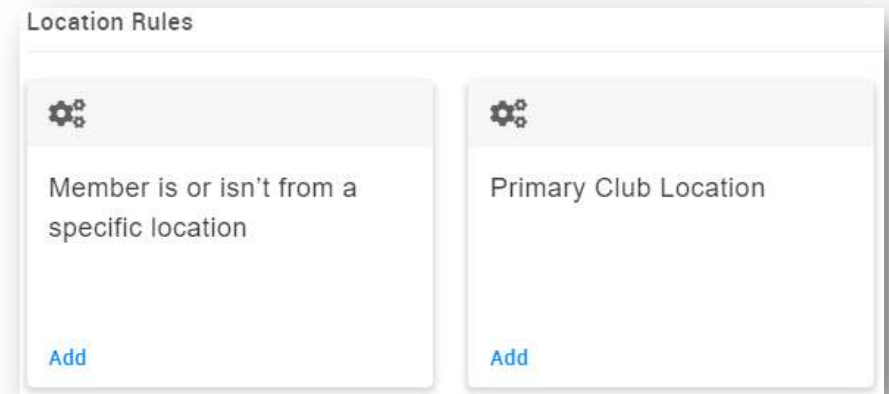 Location Rules
Member is or isn’t from a
specific location
Add
Primary Club Location
Add